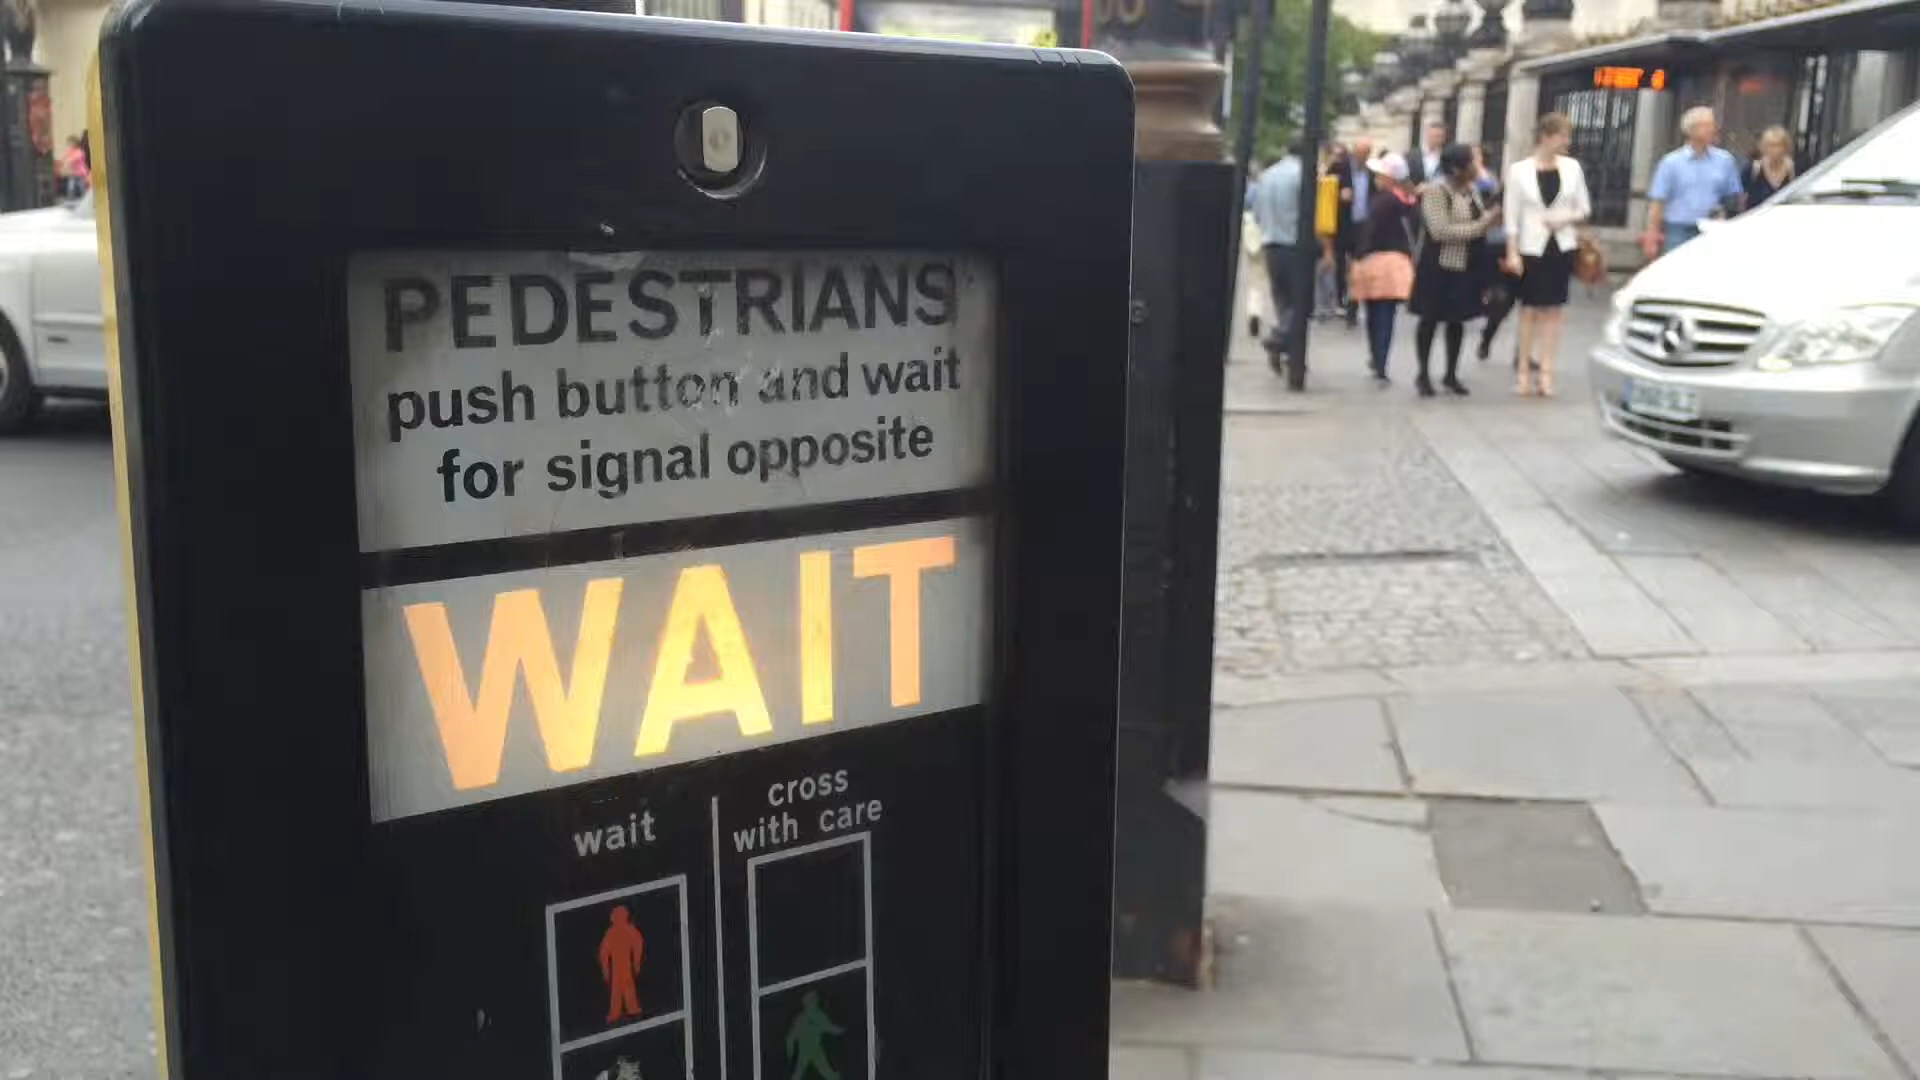 PEDESTRIANS
push button and wait
for signal opposite
WAIT
wait
cross
with care